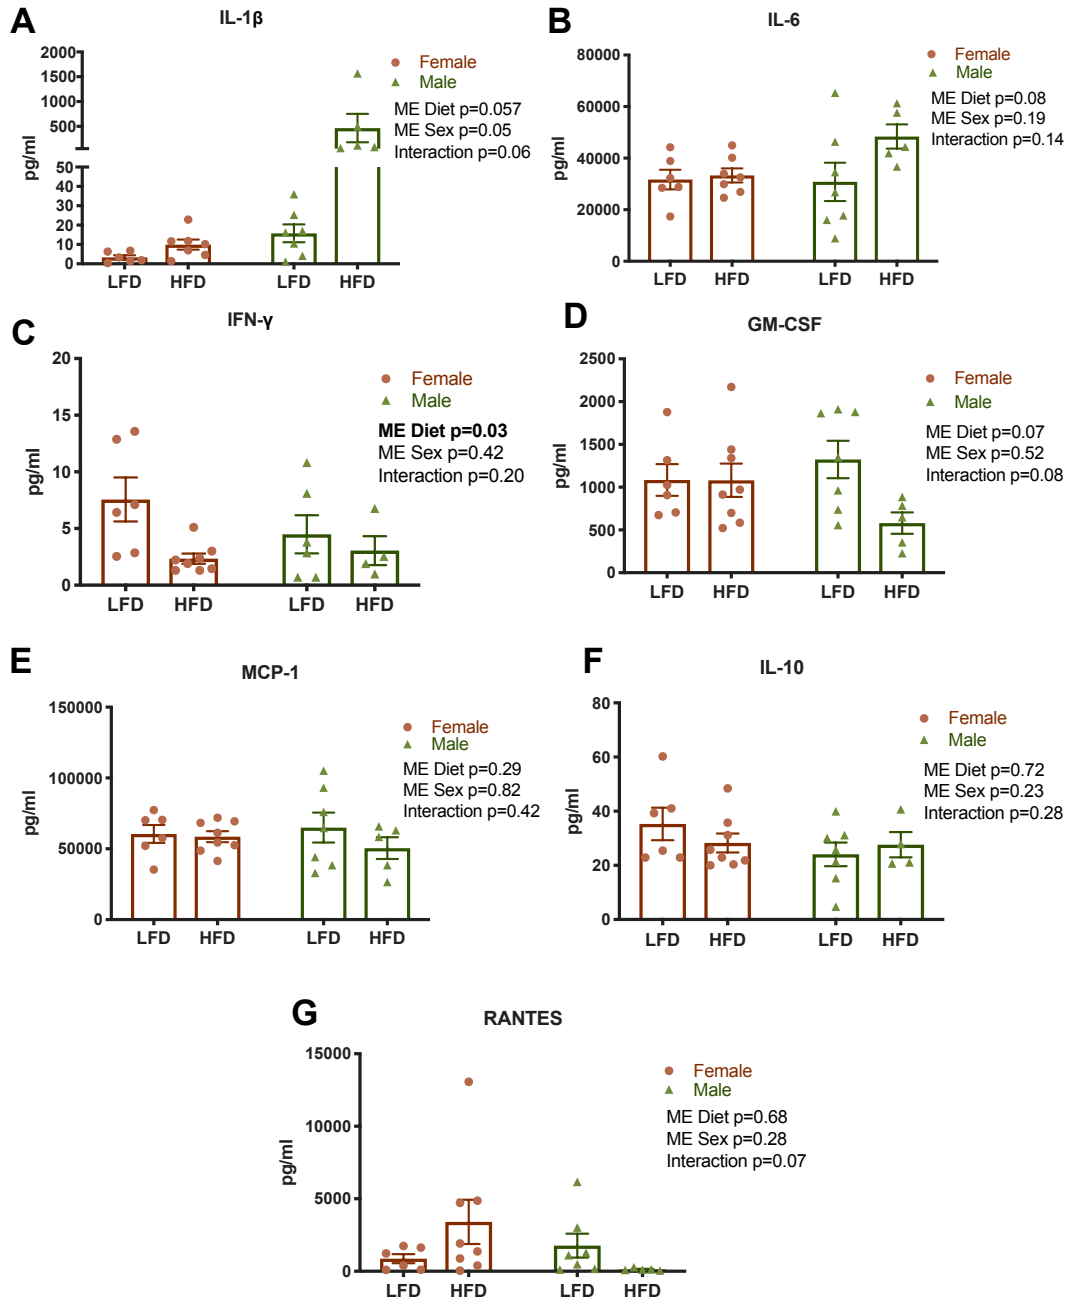 A
IL-1β
2000
1500
1000
500
50
40
30
20
10
0
pg/ml
LFD
HFD
LFD
HFD
Female
Male
ME Diet p=0.057
ME Sex p=0.05
Interaction p=0.06
B
IL-6
80000
60000
40000
20000
0
pg/ml
LFD
HFD
LFD
HFD
Female
Male
ME Diet p=0.08
ME Sex p=0.19
Interaction p=0.14
C
IFN-γ
20
15
10
5
0
pg/ml
LFD
HFD
LFD
HFD
Female
Male
ME Diet p=0.03
ME Sex p=0.42
Interaction p=0.20
D
GM-CSF
2500
2000
1500
1000
500
0
pg/ml
LFD
HFD
LFD
HFD
Female
Male
ME Diet p=0.07
ME Sex p=0.52
Interaction p=0.08
E
MCP-1
150000
100000
50000
0
pg/ml
LFD
HFD
LFD
HFD
Female
Male
ME Diet p=0.29
ME Sex p=0.82
Interaction p=0.42
F
IL-10
80
60
40
20
0
pg/ml
LFD
HFD
LFD
HFD
Female
Male
ME Diet p=0.72
ME Sex p=0.23
Interaction p=0.28
G
RANTES
15000
10000
5000
0
pg/ml
LFD
HFD
LFD
HFD
Female
Male
ME Diet p=0.68
ME Sex p=0.28
Interaction p=0.07